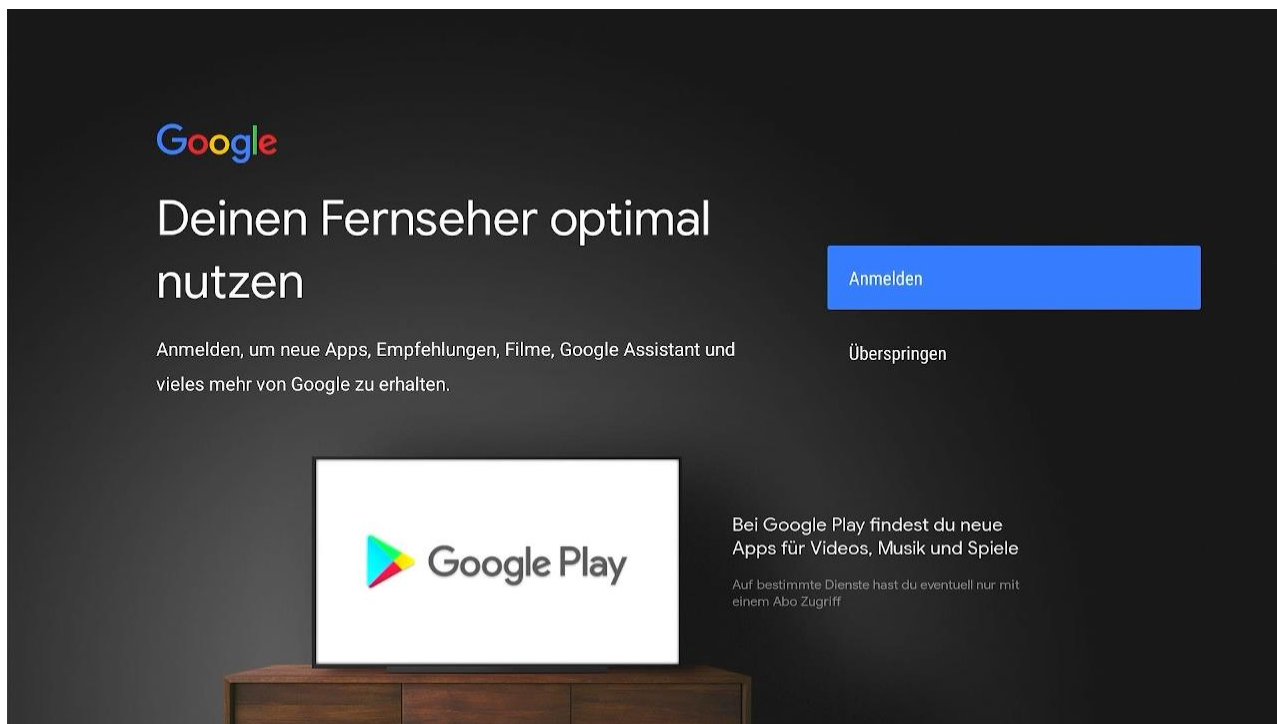 Google
Deinen Fernseher optimal
nutzen
Anmelden, um neue Apps, Empfehlungen, Filme, Google Assistant und
vieles mehr von Google zu erhalten.
Anmelden
Überspringen
Google Play
Bei Google Play findest du neue
Apps für Videos, Musik und Spiele
Auf bestimmte Dienste hast du eventuell nur mit
einem Abo Zugriff